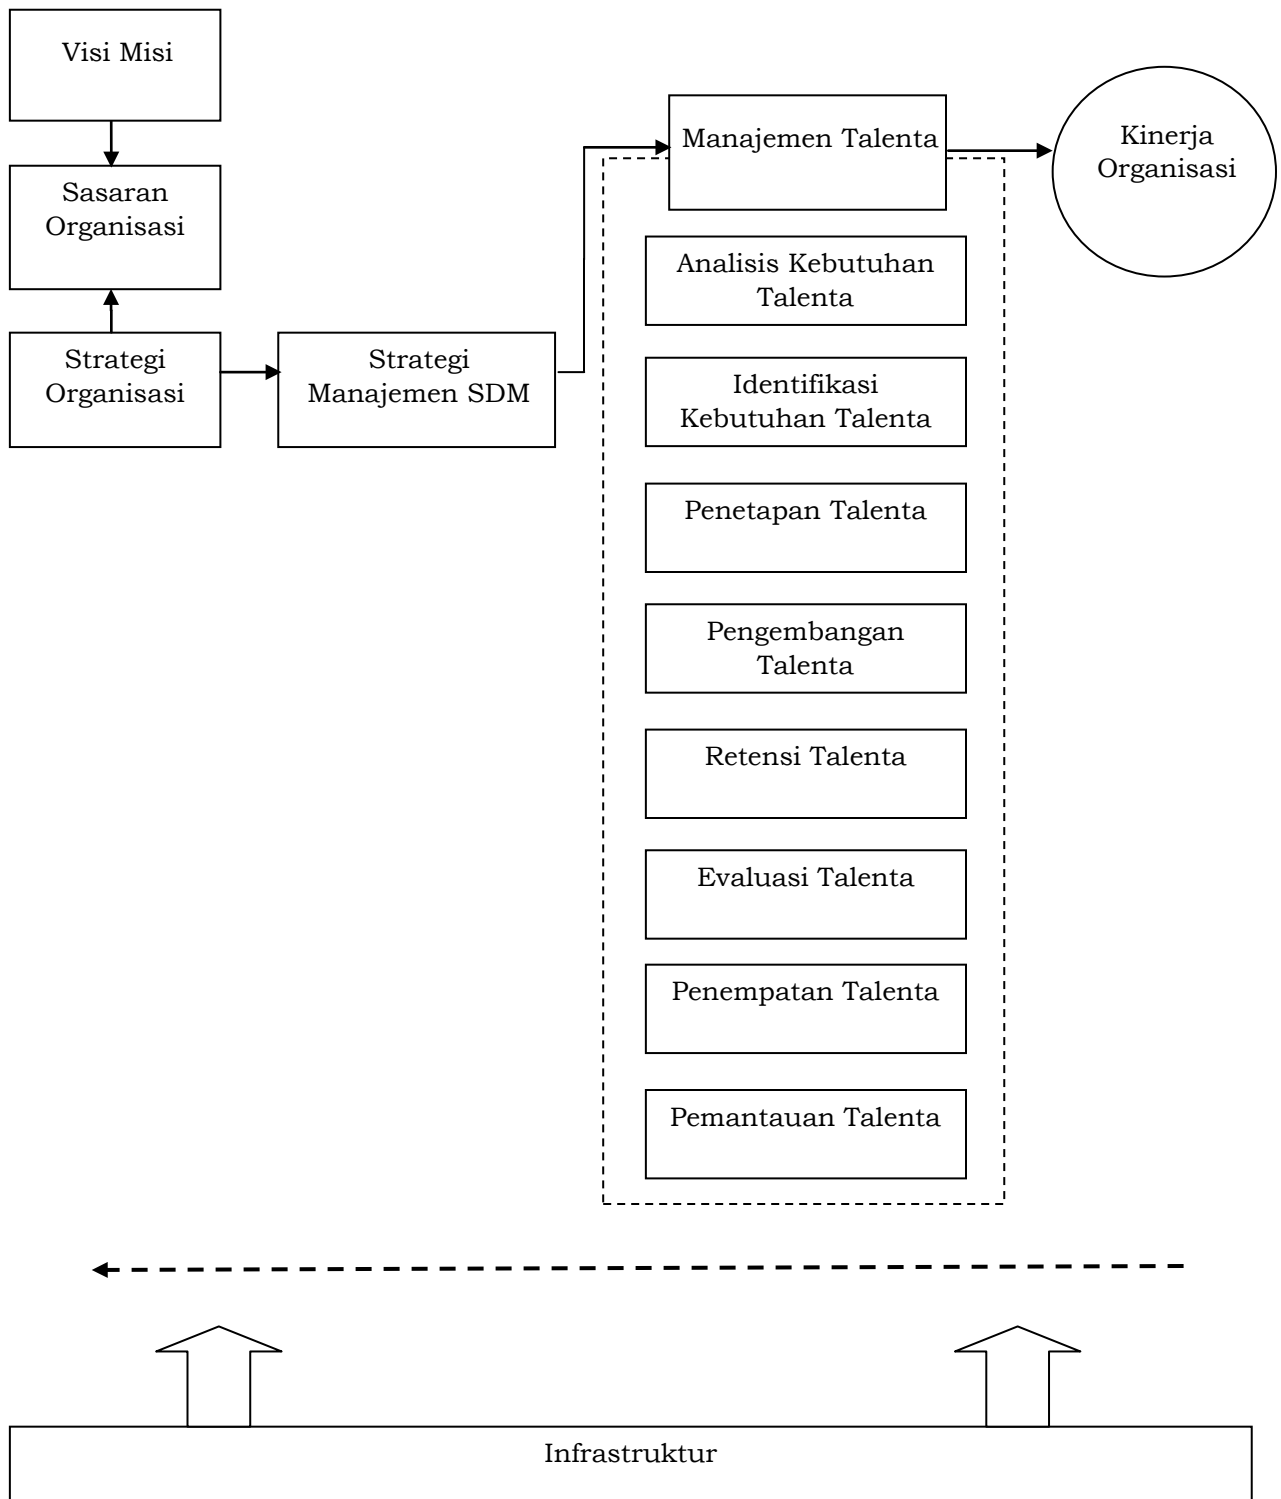 Visi Misi
Sasaran
Organisasi
Strategi
Organisasi
Strategi
Manajemen SDM
Manajemen Talenta
Kinerja
Organisasi
Analisis Kebutuhan
Talenta
Identifikasi
Kebutuhan Talenta
Penetapan Talenta
Pengembangan
Talenta
Retensi Talenta
Evaluasi Talenta
Penempatan Talenta
Pemantauan Talenta
Infrastruktur